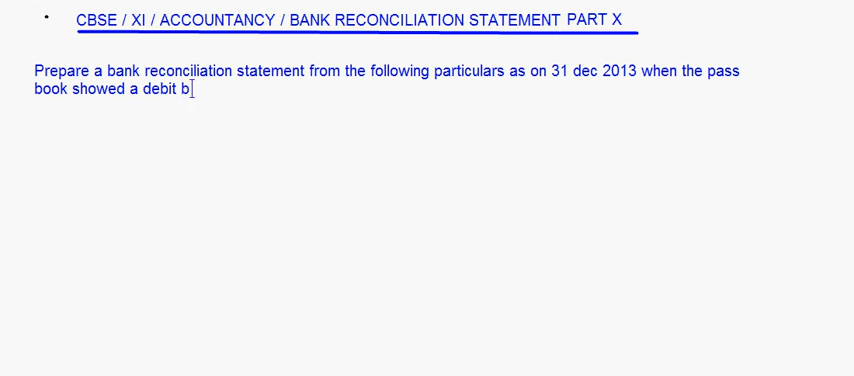 • CBSE / XI / ACCOUNTANCY / BANK RECONCILIATION STATEMENT PART X
Prepare a bank reconciliation statement from the following particulars as on 31 dec 2013 when the pass
book showed a debit b